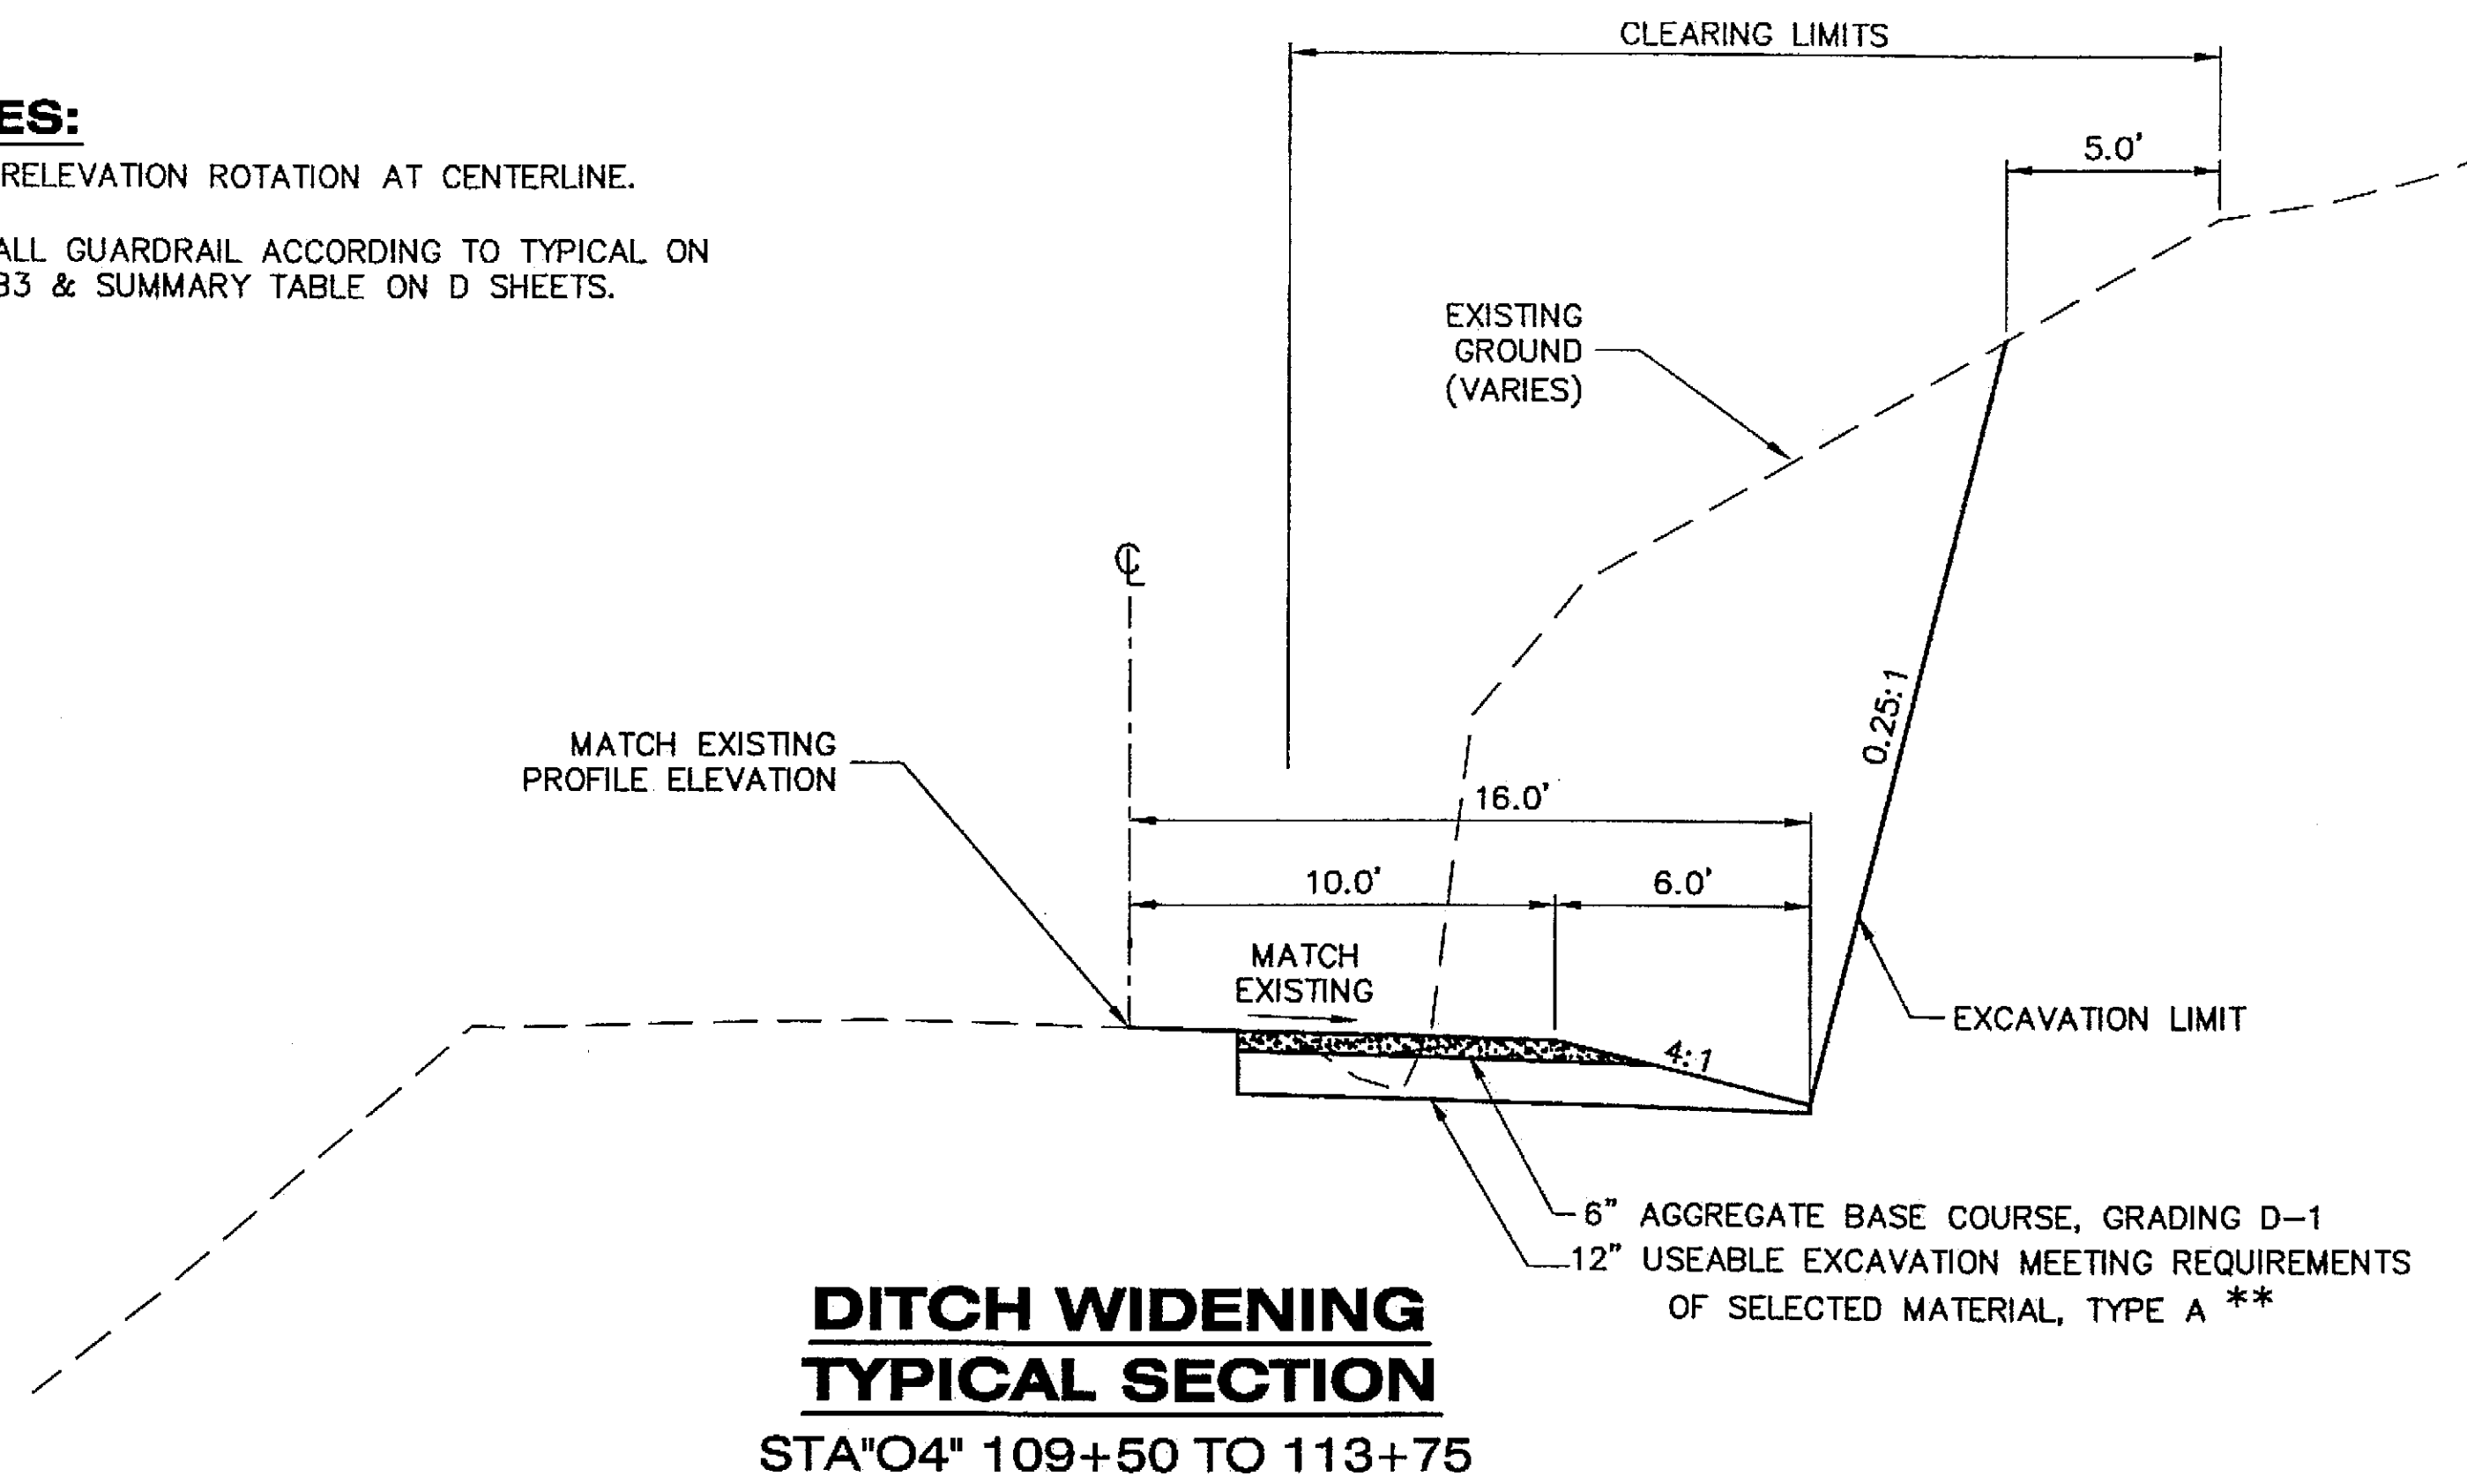 CLEARING LIMITS
ES:
RELEVATION ROTATION AT CENTERLINE.
5.0'
ALL GUARDRAIL ACCORDING TO TYPICAL ON
B3 & SUMMARY TABLE ON D SHEETS.
EXISTING
GROUND
(VARIES)
℄
0.25:1
MATCH EXISTING
PROFILE ELEVATION
16.0'
10.0'
6.0'
MATCH
EXISTING
EXCAVATION LIMIT
4:1
6" AGGREGATE BASE COURSE, GRADING D-1
12" USEABLE EXCAVATION MEETING REQUIREMENTS
OF SELECTED MATERIAL, TYPE A **
DITCH WIDENING
TYPICAL SECTION
STA"O4" 109+50 TO 113+75